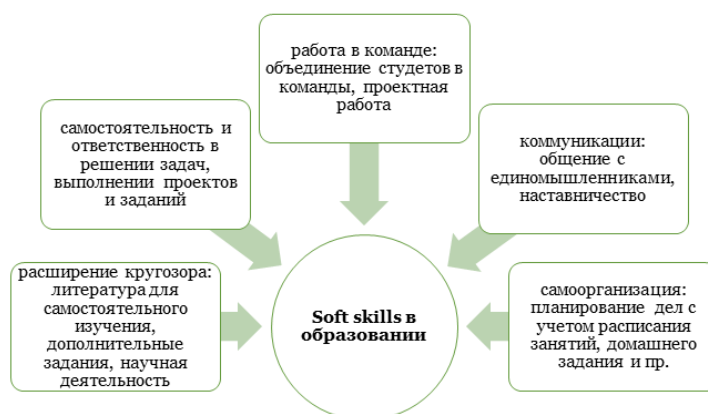 работа в команде:
объединение студетов в
команды, проектная
работа
самостоятельность и
ответственность в
решении задач,
выполнении проектов
и заданий
коммуникации:
общение с
единомышленниками,
наставничество
расширение кругозора:
литература для
самостоятельного
изучения,
дополнительные
задания, научная
деятельность
Soft skills в
образовании
самоорганизация:
планирование дел с
учетом расписания
занятий, домашнего
задания и пр.